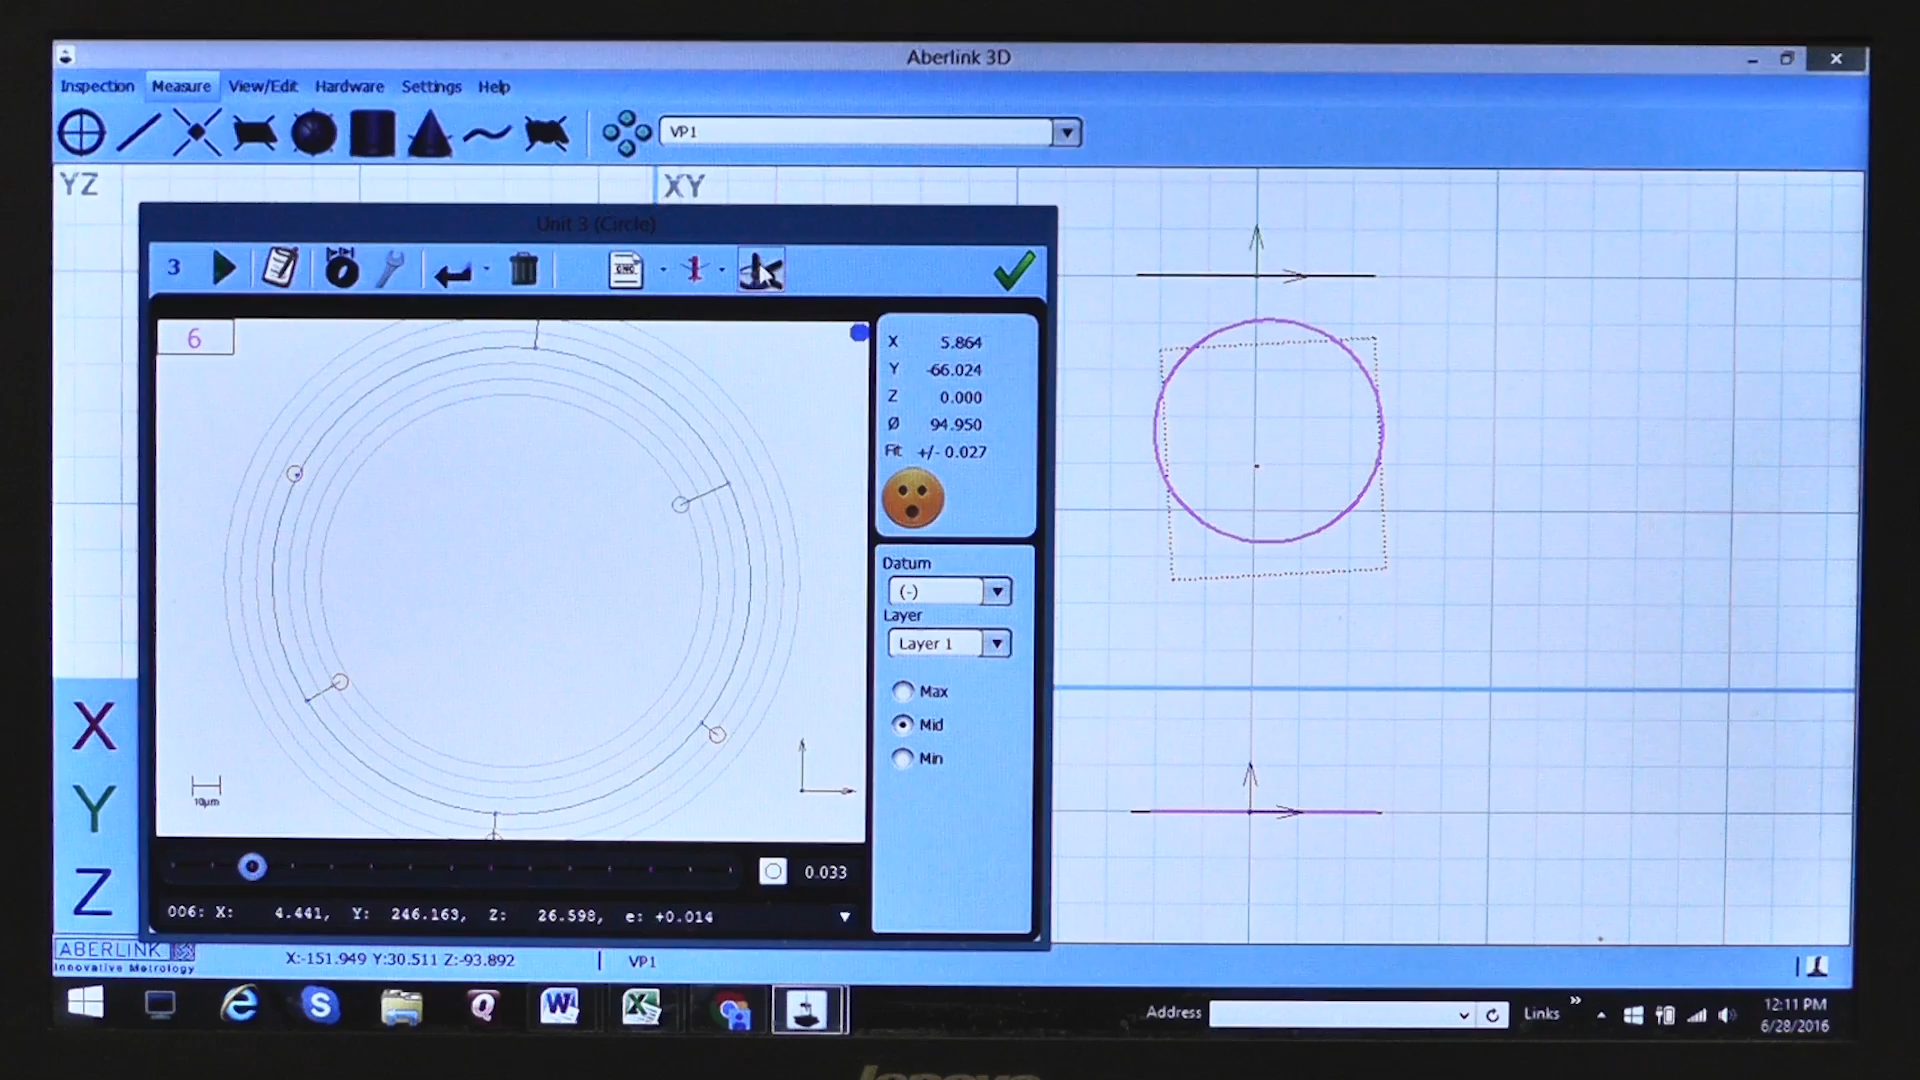 Aberlink 3D
Inspection Measure View/Edit Hardware Settings Help
VP1
YZ
XY
Unit 3 (Circle)
3
CNC
6
X 5.864
Y -66.024
Z 0.000
Ø 94.950
Fit +/- 0.027
Datum
(-)
Layer
Layer 1
Max
Mid
Min
10µm
X
Y
Z
0.033
006: X: 4.441, Y: 246.163, Z: 26.598, e: +0.014
ABERLINK
Innovative Metrology
X:-151.949 Y:30.511 Z:-93.892
VP1
Address
Links
12:11 PM
6/28/2016
lenovo